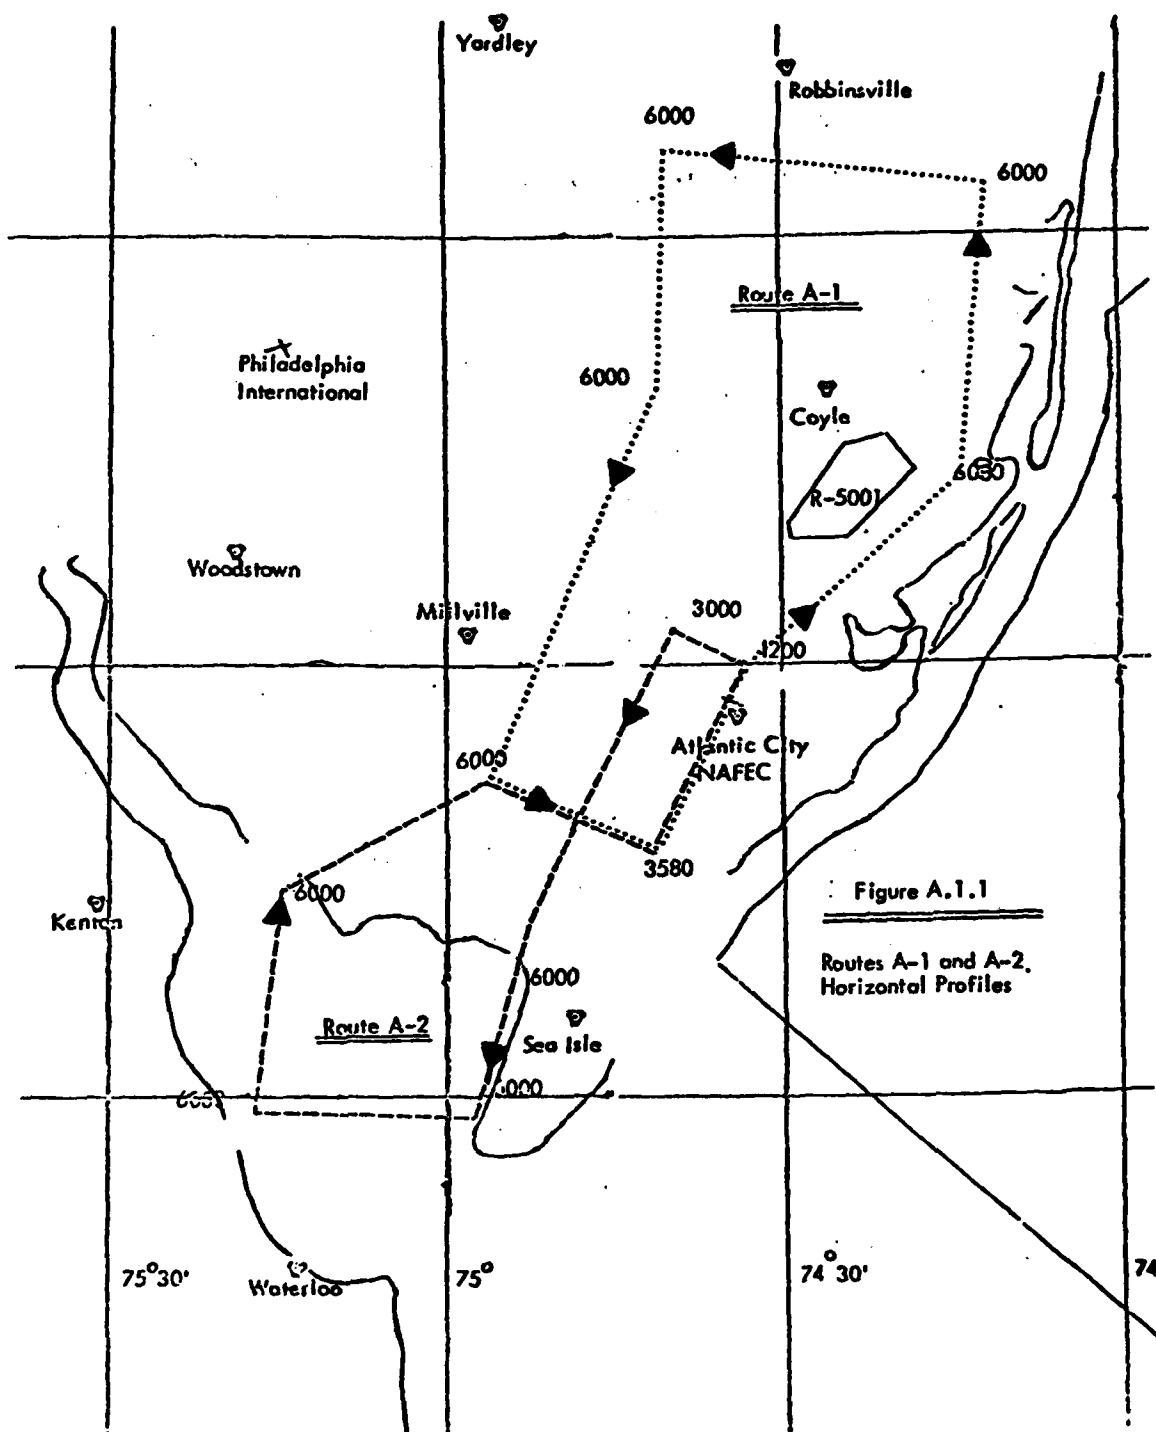 Yardley
Robbinsville
6000
6000
Route A-1
Philadelphia
International
6000
Coyle
R-5001
Woodstown
Millville
3000
Atlantic City
NAFEC
6000
3580
6000
Kenton
Figure A.1.1
Routes A-1 and A-2,
Horizontal Profiles
6000
Route A-2
Sea Isle
75°30'
75°
74°30'
74
Waterloo